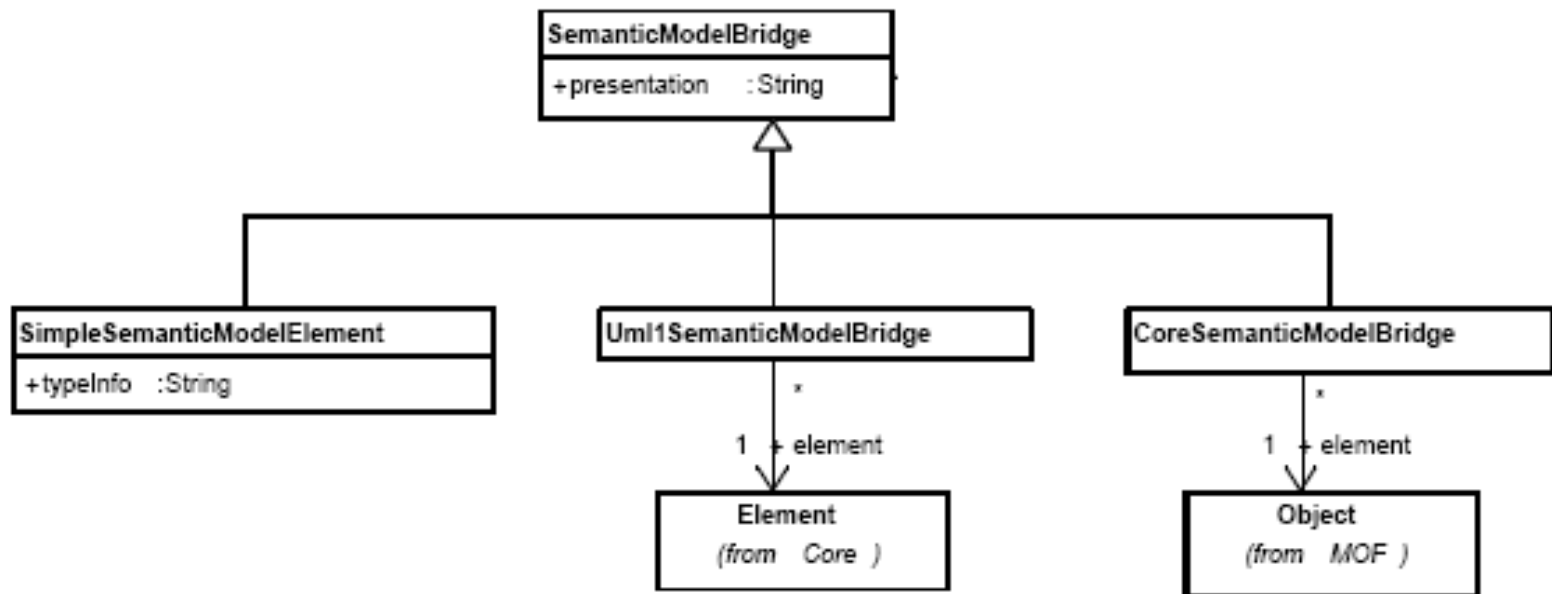 SemanticModelBridge
+presentation :String
*
SimpleSemanticModelElement
+typeInfo :String
Uml1SemanticModelBridge
*
1 + element
Element
(from Core )
CoreSemanticModelBridge
*
1 + element
Object
(from MOF )